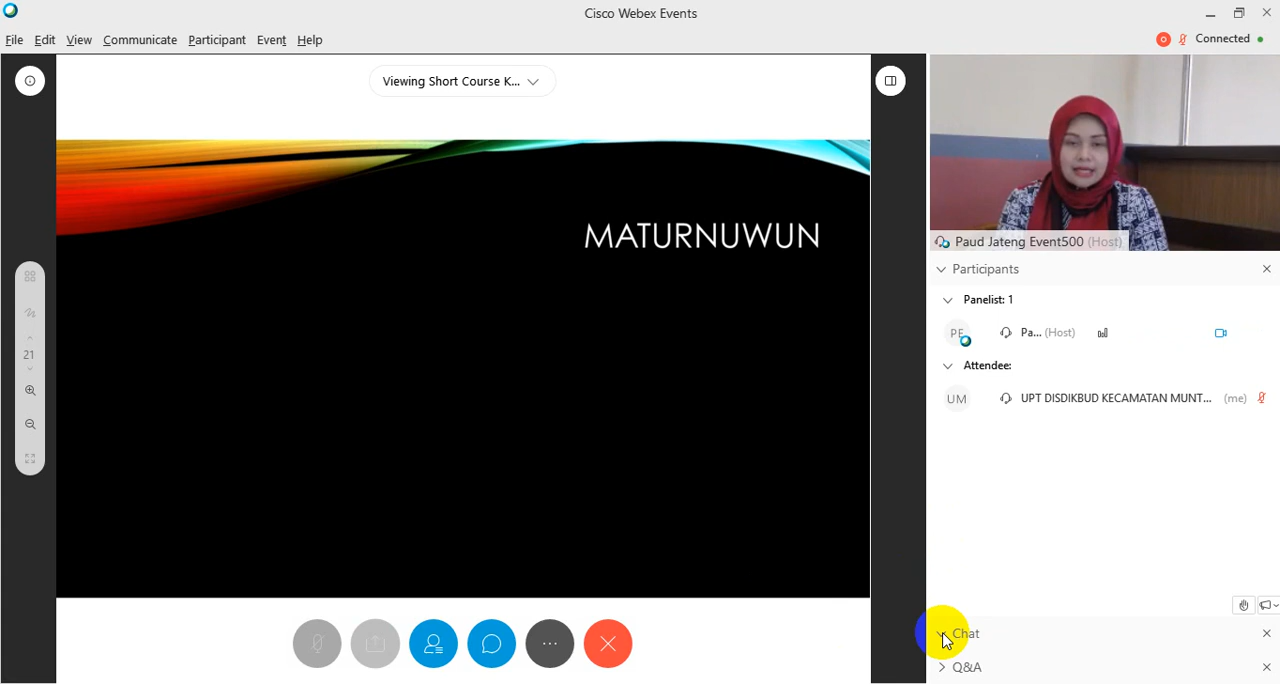 Cisco Webex Events
File Edit View Communicate Participant Event Help
Connected
Viewing Short Course K...
MATURNUWUN
21
Paud Jateng Event500 (Host)
Participants
Panelist: 1
PE Pa... (Host)
Attendee:
UM UPT DISDIKBUD KECAMATAN MUNT... (me)
Chat
Q&A